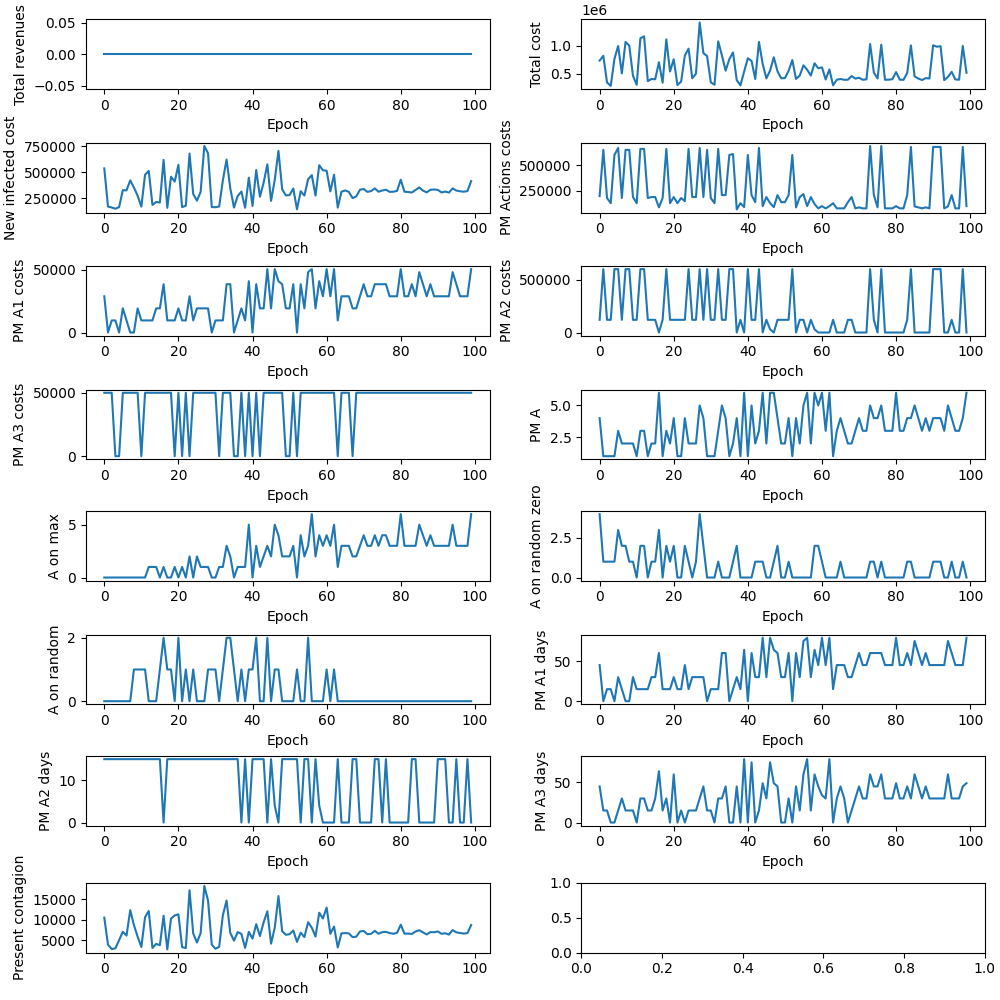 Total revenues
0.05
0.00
−0.05
0 20 40 60 80 100
Epoch
1e6
Total cost
1.0
0.5
0 20 40 60 80 100
Epoch
New infected cost
750000
500000
250000
0 20 40 60 80 100
Epoch
PM Actions costs
500000
250000
0 20 40 60 80 100
Epoch
PM A1 costs
50000
0
0 20 40 60 80 100
Epoch
PM A2 costs
500000
0
0 20 40 60 80 100
Epoch
PM A3 costs
50000
0
0 20 40 60 80 100
Epoch
PM A
5.0
2.5
0 20 40 60 80 100
Epoch
A on max
5
0
0 20 40 60 80 100
Epoch
A on random zero
2.5
0.0
0 20 40 60 80 100
Epoch
A on random
2
0
0 20 40 60 80 100
Epoch
PM A1 days
50
0
0 20 40 60 80 100
Epoch
PM A2 days
10
0
0 20 40 60 80 100
Epoch
PM A3 days
50
0
0 20 40 60 80 100
Epoch
Present contagion
15000
10000
5000
0 20 40 60 80 100
Epoch
1.0
0.5
0.0
0.0 0.2 0.4 0.6 0.8 1.0